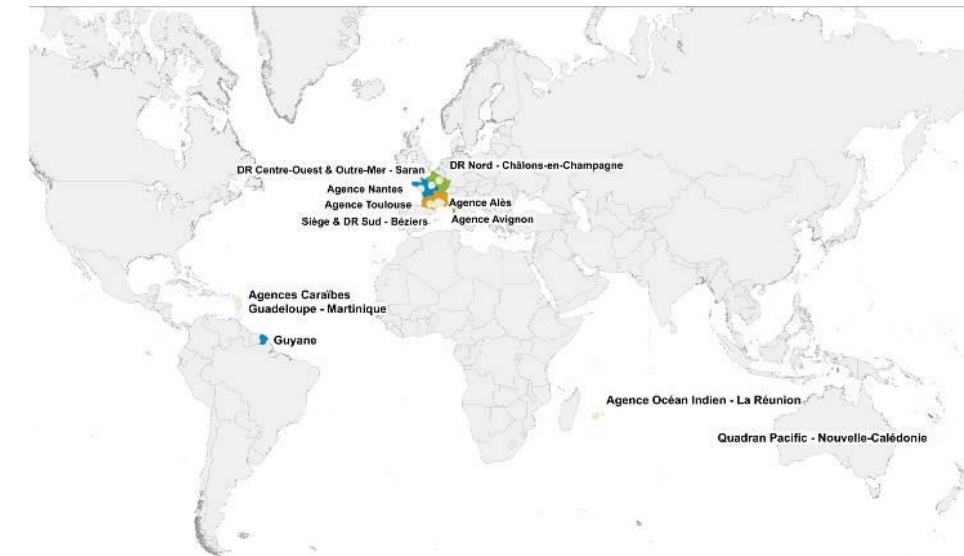 DR Centre-Ouest & Outre-Mer - Saran
DR Nord - Châlons-en-Champagne
Agence Nantes
Agence Toulouse
Agence Alès
Siège & DR Sud - Béziers
Agence Avignon
Agences Caraïbes
Guadeloupe - Martinique
Guyane
Agence Océan Indien - La Réunion
Quadran Pacific - Nouvelle-Calédonie